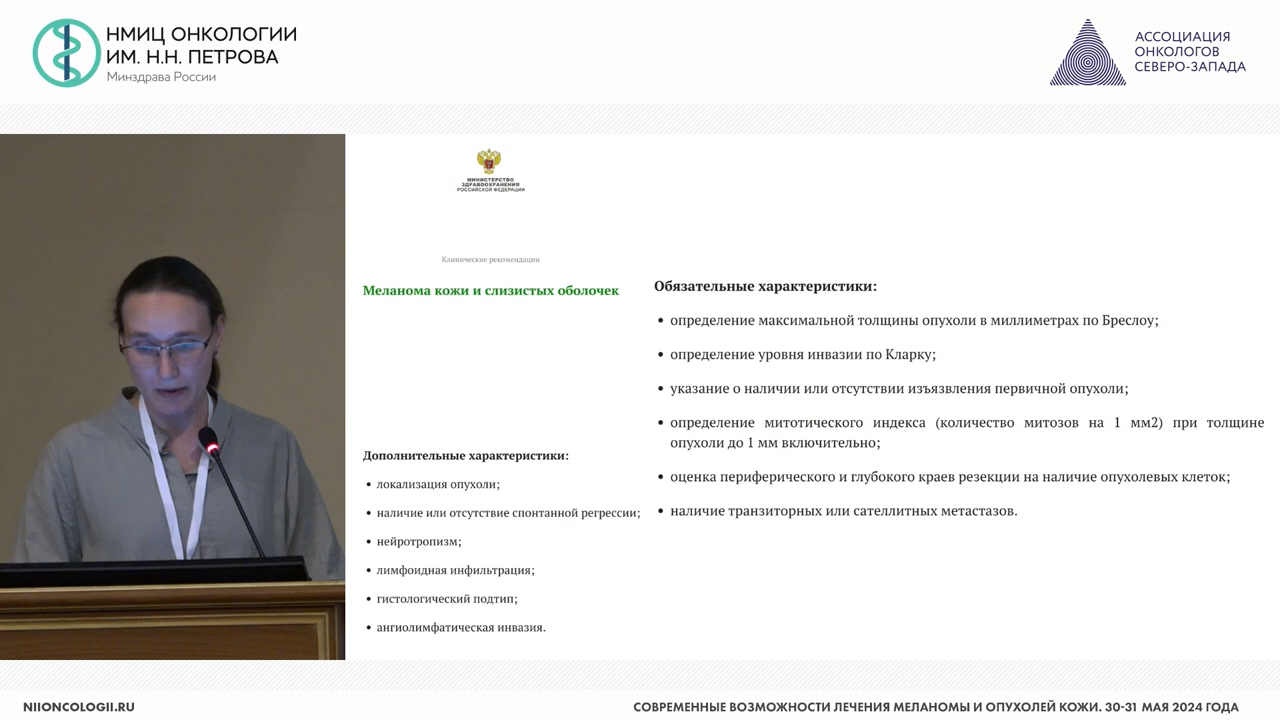 НМИЦ ОНКОЛОГИИ
ИМ. Н.Н. ПЕТРОВА
Минздрава России
АССОЦИАЦИЯ
ОНКОЛОГОВ
СЕВЕРО-ЗАПАДА
МИНИСТЕРСТВО
ЗДРАВООХРАНЕНИЯ
РОССИЙСКОЙ ФЕДЕРАЦИИ
Клинические рекомендации
Меланома кожи и слизистых оболочек
Дополнительные характеристики:
• локализация опухоли;
• наличие или отсутствие спонтанной регрессии;
• нейротропизм;
• лимфоидная инфильтрация;
• гистологический подтип;
• ангиолимфатическая инвазия.
Обязательные характеристики:
• определение максимальной толщины опухоли в миллиметрах по Бреслоу;
• определение уровня инвазии по Кларку;
• указание о наличии или отсутствии изъязвления первичной опухоли;
• определение митотического индекса (количество митозов на 1 мм2) при толщине
опухоли до 1 мм включительно;
• оценка периферического и глубокого краев резекции на наличие опухолевых клеток;
• наличие транзиторных или сателлитных метастазов.
NIIONCOLOGII.RU
СОВРЕМЕННЫЕ ВОЗМОЖНОСТИ ЛЕЧЕНИЯ МЕЛАНОМЫ И ОПУХОЛЕЙ КОЖИ. 30-31 МАЯ 2024 ГОДА